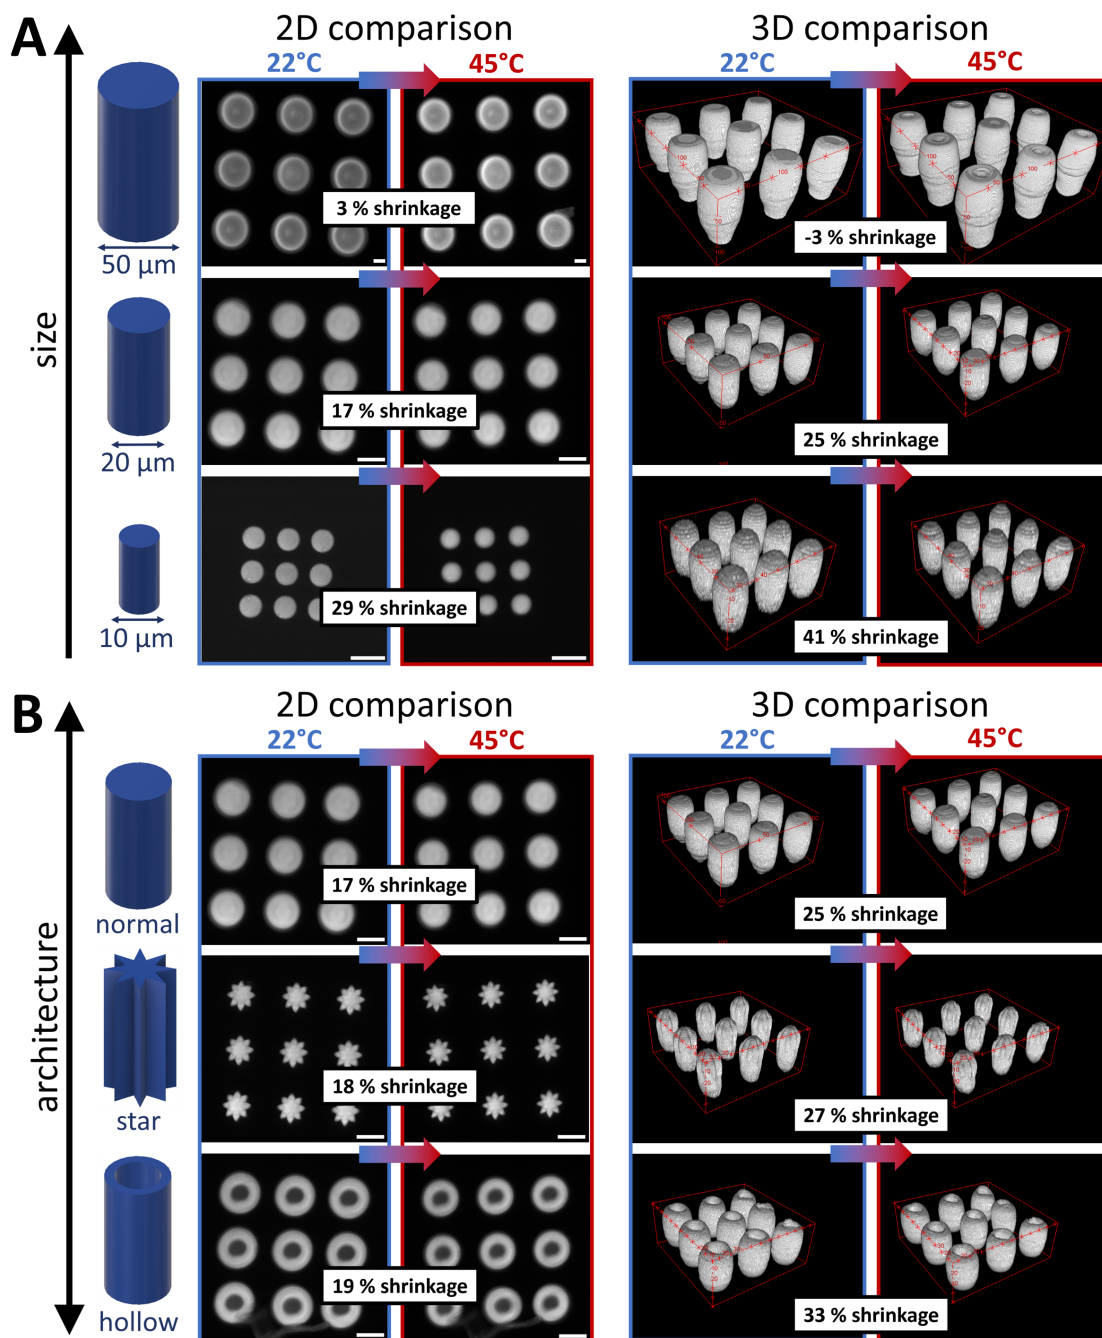 A
2D comparison
3D comparison
22°C
45°C
22°C
45°C
size
50 µm
3 % shrinkage
-3 % shrinkage
20 µm
17 % shrinkage
25 % shrinkage
10 µm
29 % shrinkage
41 % shrinkage
B
2D comparison
3D comparison
22°C
45°C
22°C
45°C
architecture
normal
17 % shrinkage
25 % shrinkage
star
18 % shrinkage
27 % shrinkage
hollow
19 % shrinkage
33 % shrinkage